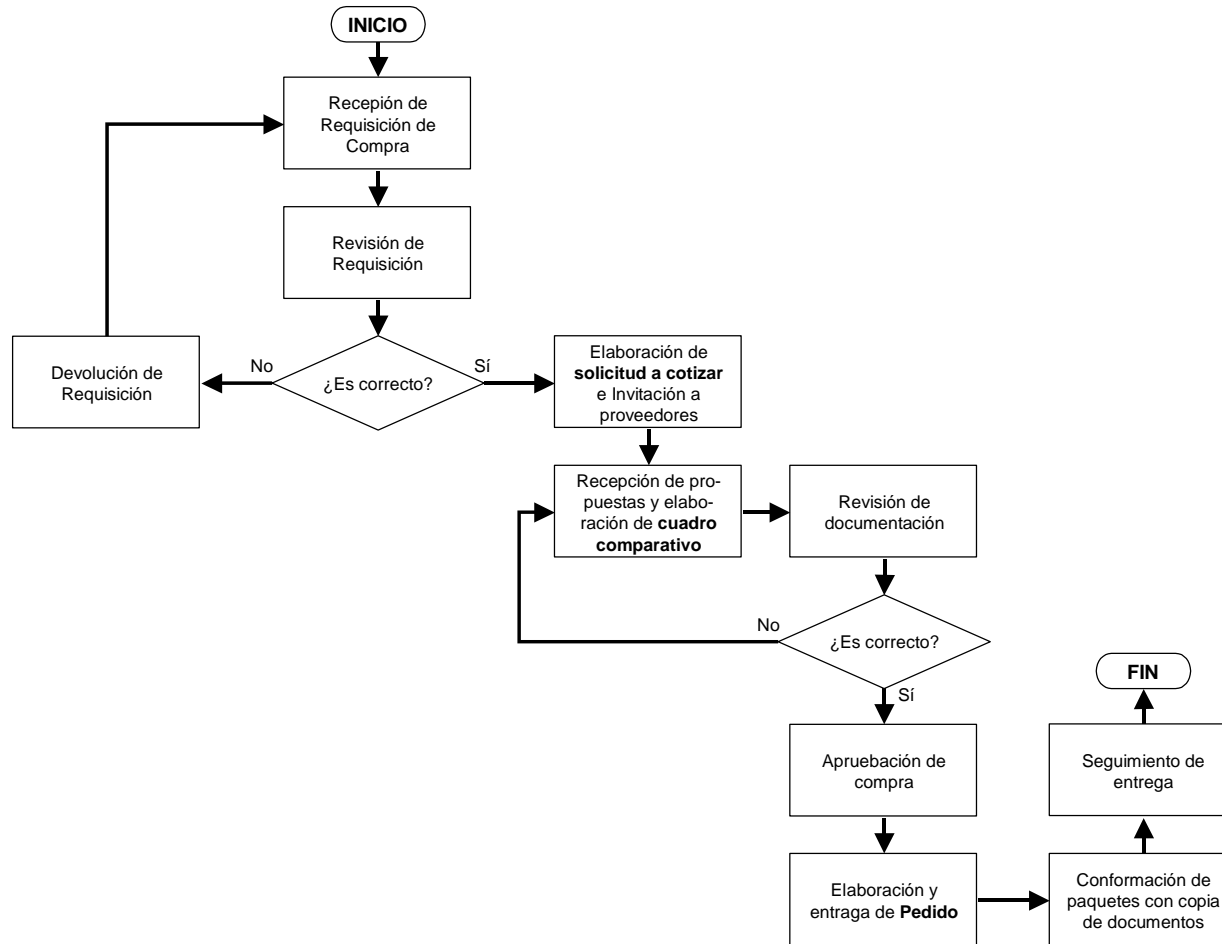 INICIO
Recepión de
Requisición de
Compra
Revisión de
Requisición
Devolución de
Requisición
No
¿Es correcto?
Sí
Elaboración de
solicitud a cotizar
e Invitación a
proveedores
Recepción de pro-
puestas y elabo-
ración de cuadro
comparativo
Revisión de
documentación
No
¿Es correcto?
Sí
Apruebación de
compra
Elaboración y
entraga de Pedido
Conformación de
paquetes con copia
de documentos
Seguimiento de
entrega
FIN